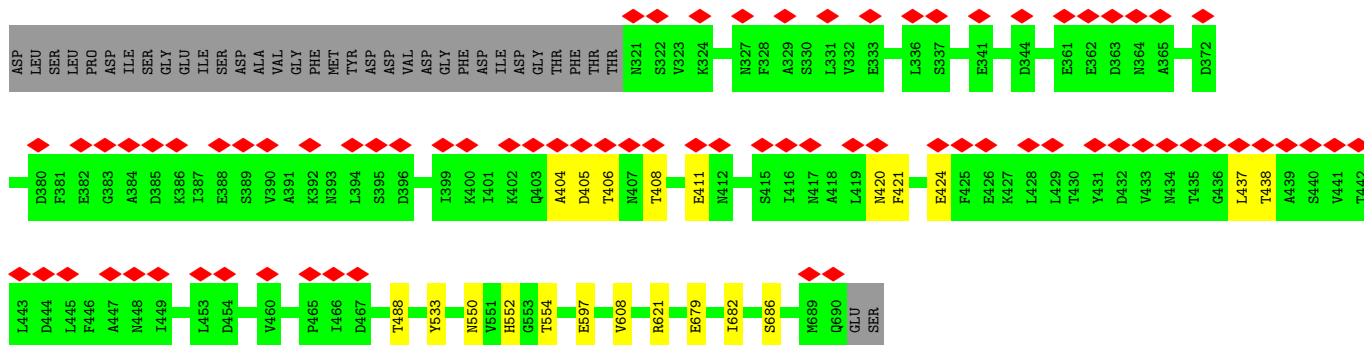 ASP LEU SER LEU PRO ASP ILE SER GLY GLU ILE SER ASP ALA VAL GLY PHE MET TYR ASP ASP VAL ASP GLY PHE ASP ILE ASP GLY THR PHE THR THR N321 S322 V323 K324 N327 F328 A329 S330 L331 V332 E333 L336 S337 E341 D344 E361 E362 D363 N364 A365 D372
D380 F381 E382 G383 A384 D385 K386 I387 E388 S389 V390 A391 K392 N393 L394 S395 D396 I399 K400 I401 K402 Q403 A404 D405 T406 N407 T408 E411 N412 S415 I416 N417 A418 L419 N420 F421 E424 F425 E426 K427 L428 L429 T430 Y431 D432 V433 N434 T435 G436 L437 T438 A439 S440 V441 T442
L443 D444 L445 F446 A447 N448 I449 L453 D454 V460 P465 I466 D467 T488 Y533 N550 V551 H552 G553 T554 E597 V608 R621 E679 I682 S686 M689 Q690 GLU SER